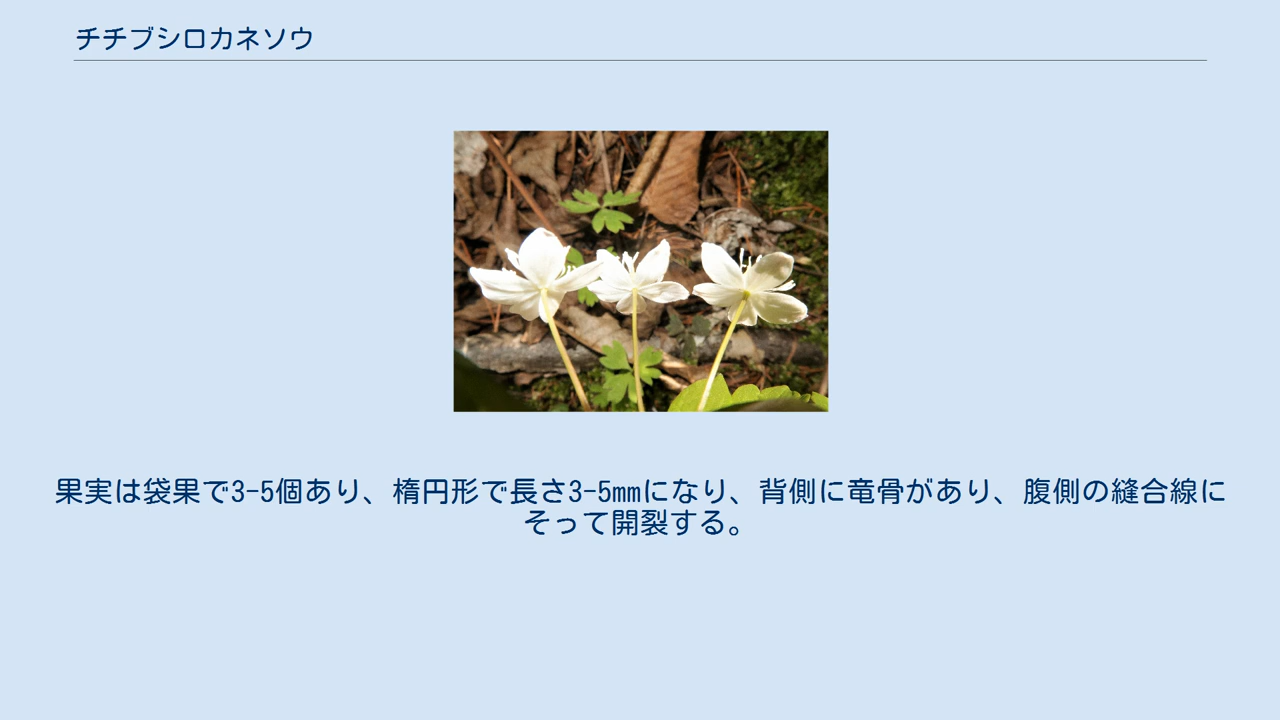 チチブシロカネソウ
果実は袋果で3-5個あり、楕円形で長さ3-5mmになり、背側に竜骨があり、腹側の縫合線に
そって開裂する。